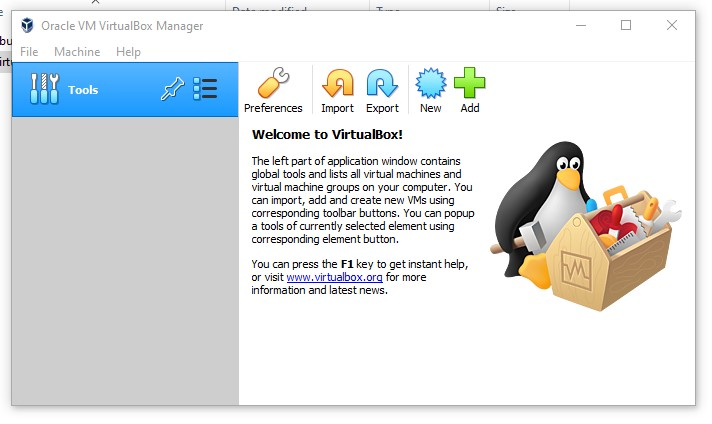 Date modified Type Size
Oracle VM VirtualBox Manager
File Machine Help
Tools
Preferences Import Export New Add
Welcome to VirtualBox!
The left part of application window contains
global tools and lists all virtual machines and
virtual machine groups on your computer. You
can import, add and create new VMs using
corresponding toolbar buttons. You can popup
a tools of currently selected element using
corresponding element button.
You can press the F1 key to get instant help,
or visit www.virtualbox.org for more
information and latest news.